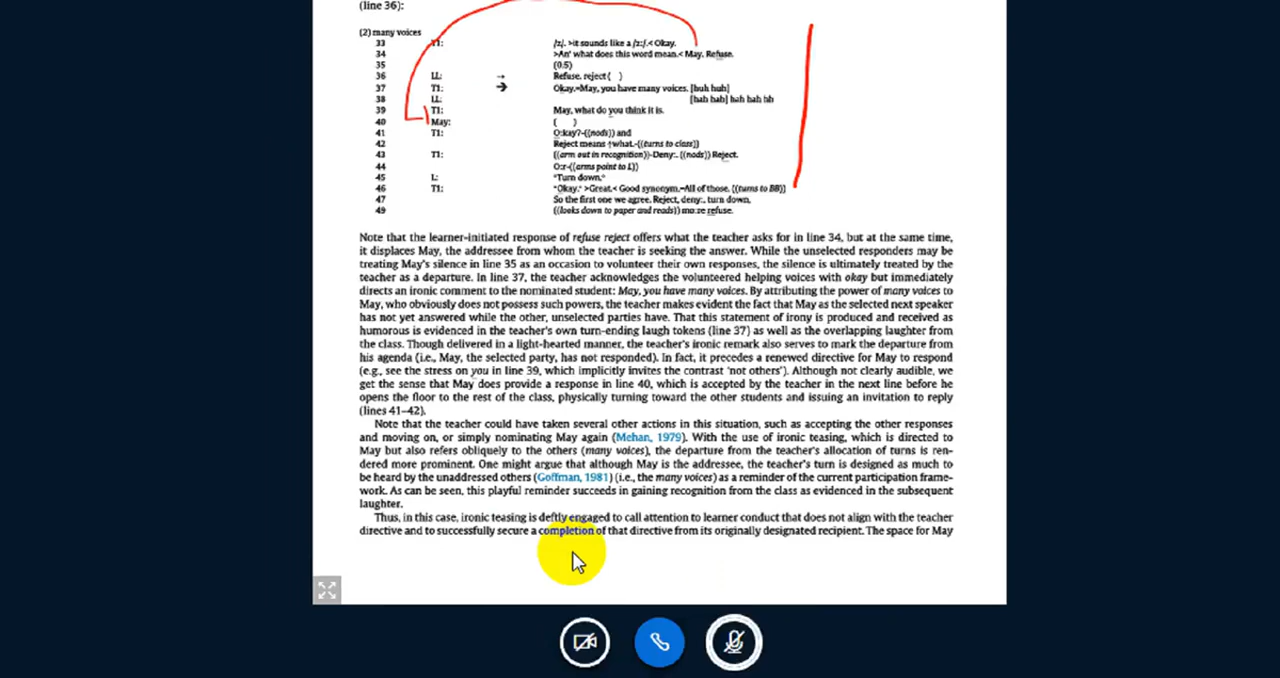 (line 36):
(2) many voices
33 T1: /z/. >it sounds like a /z:/.< Okay.
34 >An' what does this word mean.< May. Refuse.
35 (0.5)
36 LL: → Refuse. reject ( )
37 T1: → Okay.=May, you have many voices. [huh huh]
38 LL: [hah hah] hah hah hh
39 T1: May, what do you think it is.
40 May: ( )
41 T1: O:kay?-((nods)) and
42 Reject means ↑what.-((turns to class))
43 T1: ((arm out in recognition))-Deny:. ((nods)) Reject.
44 O:r-((arms point to L))
45 L: °Turn down.°
46 T1: °Okay.° >Great.< Good synonym.=All of those. ((turns to BB))
47 So the first one we agree. Reject, deny:, turn down,
49 ((looks down to paper and reads)) mo:re refuse.
Note that the learner-initiated response of refuse reject offers what the teacher asks for in line 34, but at the same time,
it displaces May, the addressee from whom the teacher is seeking the answer. While the unselected responders may be
treating May's silence in line 35 as an occasion to volunteer their own responses, the silence is ultimately treated by the
teacher as a departure. In line 37, the teacher acknowledges the volunteered helping voices with okay but immediately
directs an ironic comment to the nominated student: May, you have many voices. By attributing the power of many voices to
May, who obviously does not possess such powers, the teacher makes evident the fact that May as the selected next speaker
has not yet answered while the other, unselected parties have. That this statement of irony is produced and received as
humorous is evidenced in the teacher's own turn-ending laugh tokens (line 37) as well as the overlapping laughter from
the class. Though delivered in a light-hearted manner, the teacher's ironic remark also serves to mark the departure from
his agenda (i.e., May, the selected party, has not responded). In fact, it precedes a renewed directive for May to respond
(e.g., see the stress on you in line 39, which implicitly invites the contrast 'not others'). Although not clearly audible, we
get the sense that May does provide a response in line 40, which is accepted by the teacher in the next line before he
opens the floor to the rest of the class, physically turning toward the other students and issuing an invitation to reply
(lines 41–42).
Note that the teacher could have taken several other actions in this situation, such as accepting the other responses
and moving on, or simply nominating May again (Mehan, 1979). With the use of ironic teasing, which is directed to
May but also refers obliquely to the others (many voices), the departure from the teacher's allocation of turns is ren-
dered more prominent. One might argue that although May is the addressee, the teacher's turn is designed as much to
be heard by the unaddressed others (Goffman, 1981) (i.e., the many voices) as a reminder of the current participation frame-
work. As can be seen, this playful reminder succeeds in gaining recognition from the class as evidenced in the subsequent
laughter.
Thus, in this case, ironic teasing is deftly engaged to call attention to learner conduct that does not align with the teacher
directive and to successfully secure a completion of that directive from its originally designated recipient. The space for May